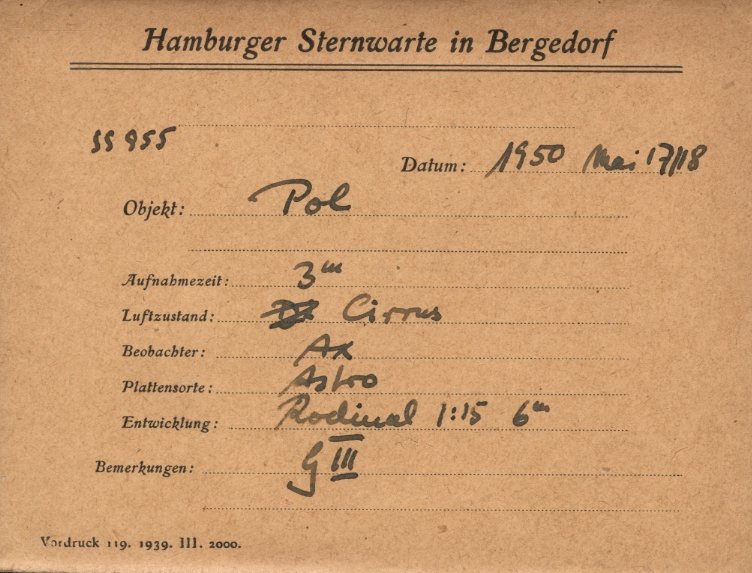 Hamburger Sternwarte in Bergedorf
SS 955
Datum: 1950 Mai 17/18
Objekt: Pol
Aufnahmezeit: 3m
Luftzustand: Cirrus
Beobachter: Ax
Plattensorte: Astro
Entwicklung: Rodinal 1:15 6m
Bemerkungen: G III
Vordruck 119. 1939. III. 2000.